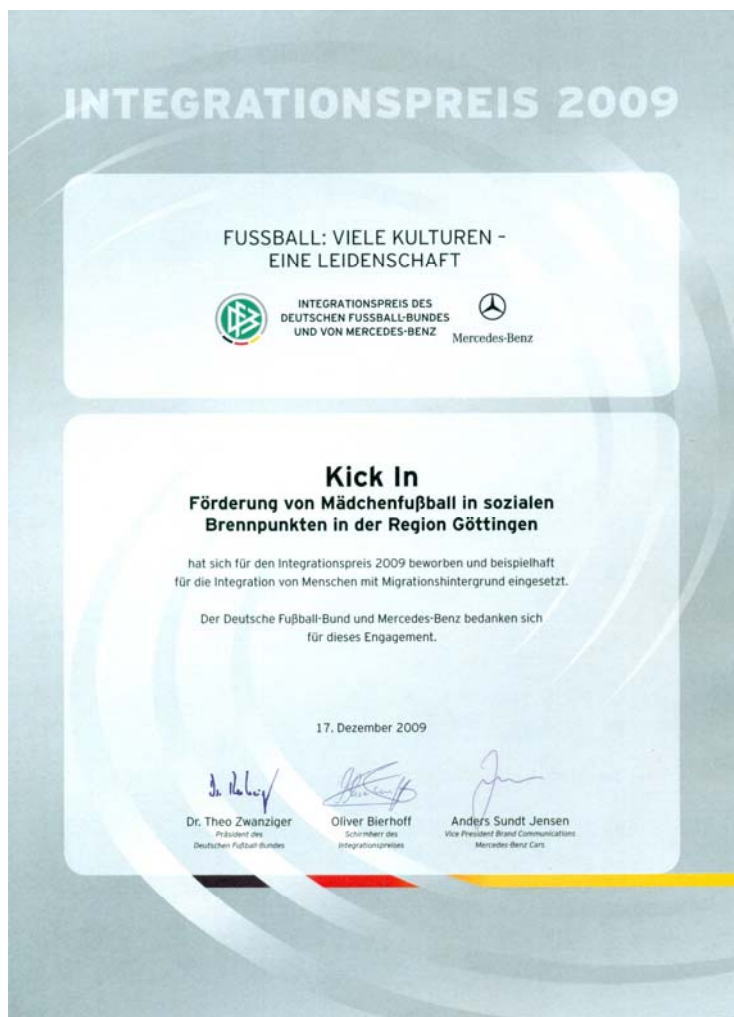 INTEGRATIONSPREIS 2009
FUSSBALL: VIELE KULTUREN –
EINE LEIDENSCHAFT
DFB
INTEGRATIONSPREIS DES
DEUTSCHEN FUSSBALL-BUNDES
UND VON MERCEDES-BENZ
Mercedes-Benz
Kick In
Förderung von Mädchenfußball in sozialen
Brennpunkten in der Region Göttingen
hat sich für den Integrationspreis 2009 beworben und beispielhaft
für die Integration von Menschen mit Migrationshintergrund eingesetzt.
Der Deutsche Fußball-Bund und Mercedes-Benz bedanken sich
für dieses Engagement.
17. Dezember 2009
Dr. Theo Zwanziger
Präsident des
Deutschen Fußball-Bundes
Oliver Bierhoff
Schirmherr des
Integrationspreises
Anders Sundt Jensen
Vice President Brand Communications
Mercedes-Benz Cars